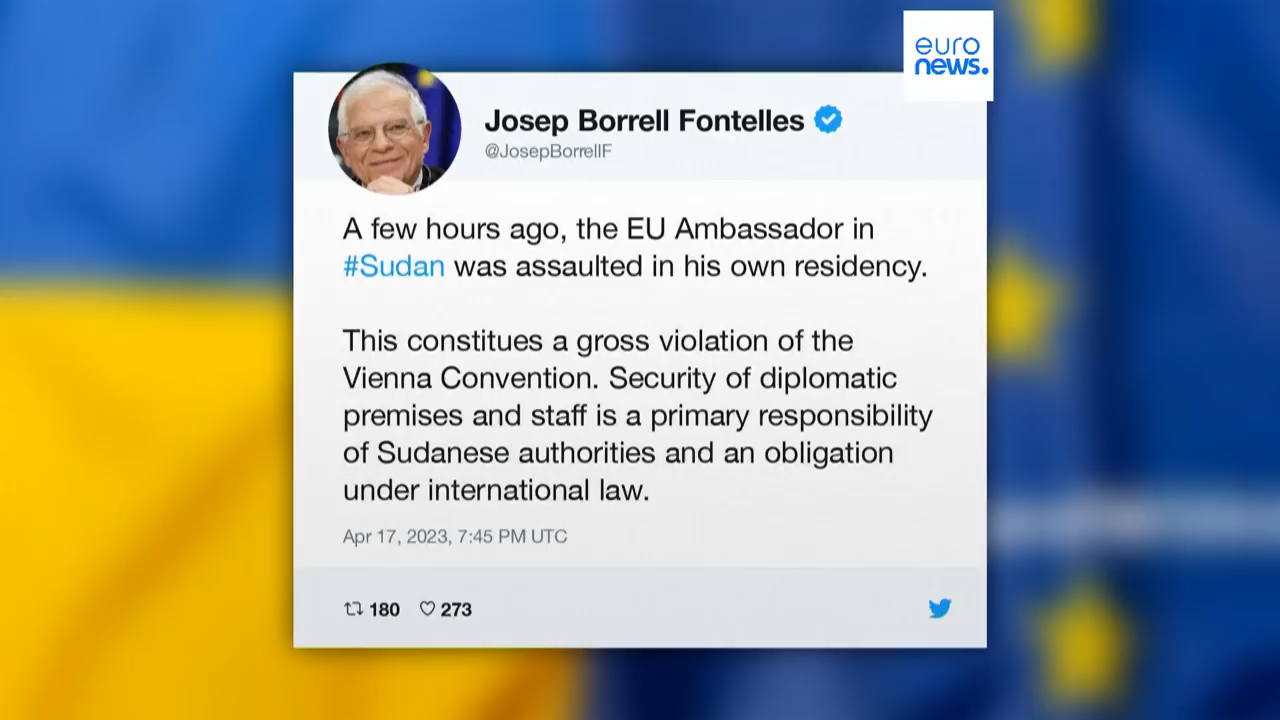 euro
news.
Josep Borrell Fontelles
@JosepBorrellF
A few hours ago, the EU Ambassador in
#Sudan was assaulted in his own residency.
This constitues a gross violation of the
Vienna Convention. Security of diplomatic
premises and staff is a primary responsibility
of Sudanese authorities and an obligation
under international law.
Apr 17, 2023, 7:45 PM UTC
180 273